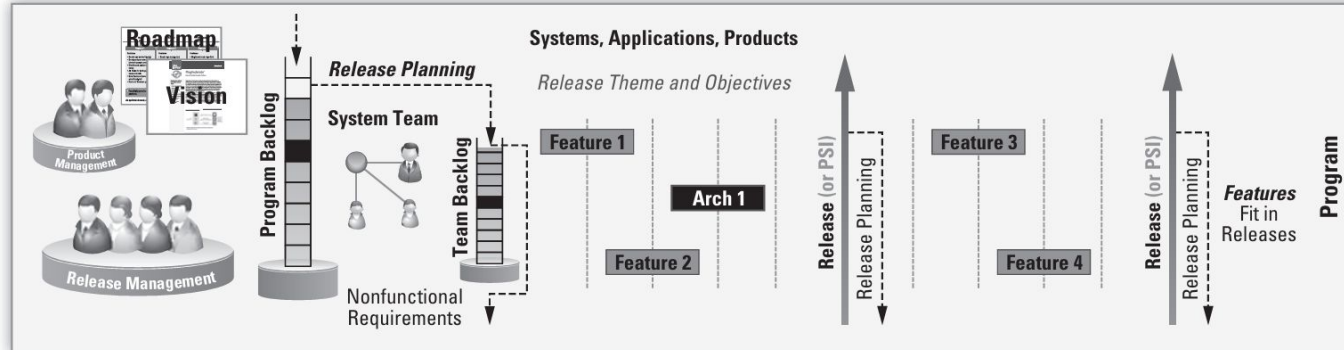 Roadmap
Vision
Product
Management
Release Management
Program Backlog
Release Planning
System Team
Team Backlog
Nonfunctional
Requirements
Systems, Applications, Products
Release Theme and Objectives
Feature 1
Arch 1
Feature 2
Release (or PSI)
Release Planning
Feature 3
Feature 4
Release (or PSI)
Release Planning
Features
Fit in
Releases
Program